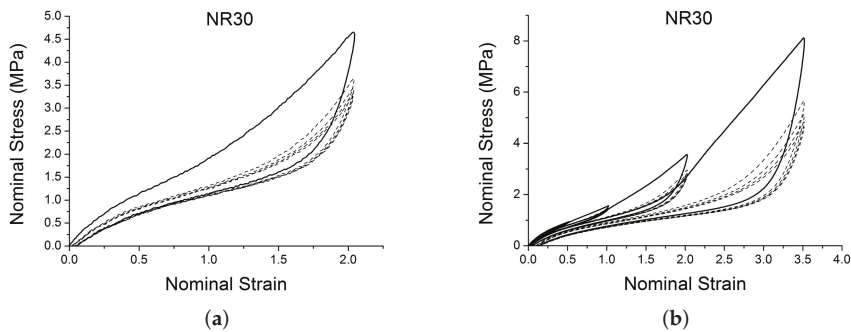 NR30
Nominal Stress (MPa)
5.0
4.5
4.0
3.5
3.0
2.5
2.0
1.5
1.0
0.5
0.0
0.0 0.5 1.0 1.5 2.0
Nominal Strain
(a)
NR30
Nominal Stress (MPa)
8
6
4
2
0
0.0 0.5 1.0 1.5 2.0 2.5 3.0 3.5 4.0
Nominal Strain
(b)